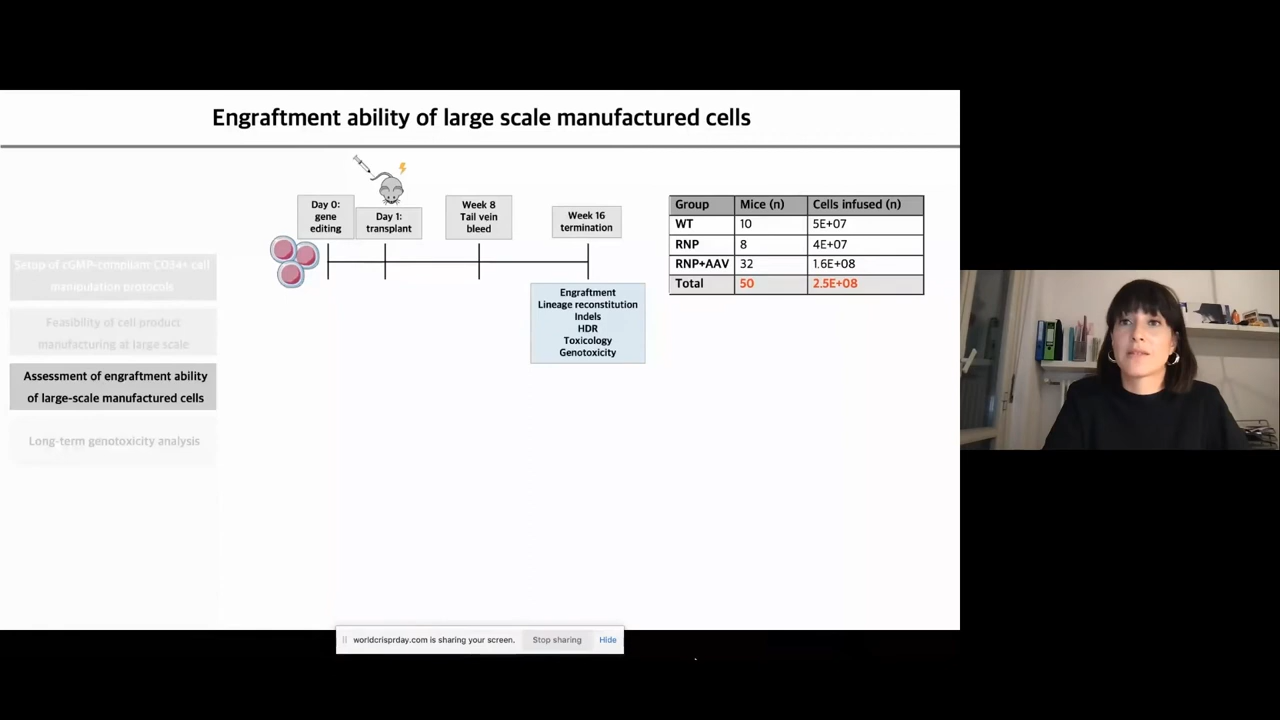 Engraftment ability of large scale manufactured cells
Day 0:
gene
editing
Day 1:
transplant
Week 8
Tail vein
bleed
Week 16
termination
Engraftment
Lineage reconstitution
Indels
HDR
Toxicology
Genotoxicity
Group Mice (n) Cells infused (n)
WT 10 5E+07
RNP 8 4E+07
RNP+AAV 32 1.6E+08
Total 50 2.5E+08
Setup of cGMP-compliant CD34+ cell
manipulation protocols
Feasibility of cell product
manufacturing at large scale
Assessment of engraftment ability
of large-scale manufactured cells
Long-term genotoxicity analysis
worldcrisprday.com is sharing your screen. Stop sharing Hide